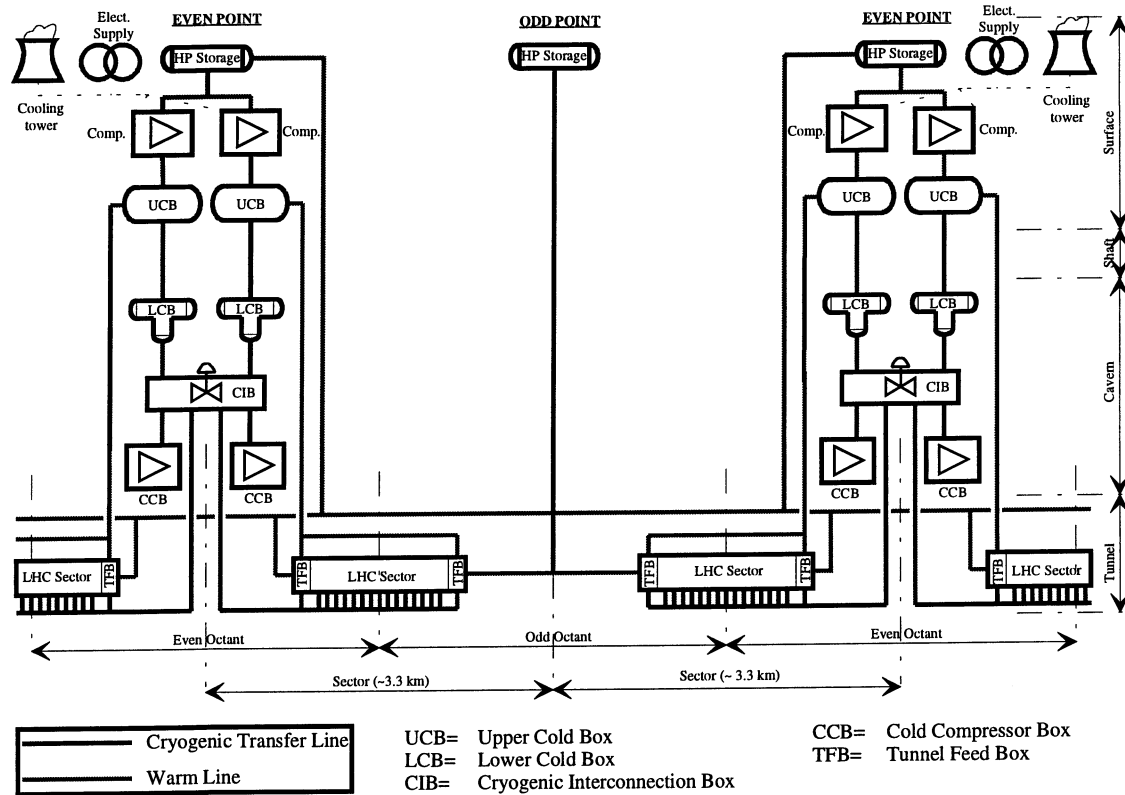 Elect.
Supply
EVEN POINT
ODD POINT
EVEN POINT
Elect.
Supply
HP Storage
HP Storage
HP Storage
Cooling
tower
Comp.
Comp.
Comp.
Comp.
Cooling
tower
Surface
UCB
UCB
UCB
UCB
Shaft
LCB
LCB
LCB
LCB
CIB
CIB
Cavern
CCB
CCB
CCB
CCB
LHC Sector
TFB
TFB
LHC Sector
TFB
TFB
LHC Sector
TFB
TFB
LHC Sector
Tunnel
Even Octant
Odd Octant
Even Octant
Sector (~3.3 km)
Sector (~ 3.3 km)
Cryogenic Transfer Line
Warm Line
UCB= Upper Cold Box
LCB= Lower Cold Box
CIB= Cryogenic Interconnection Box
CCB= Cold Compressor Box
TFB= Tunnel Feed Box